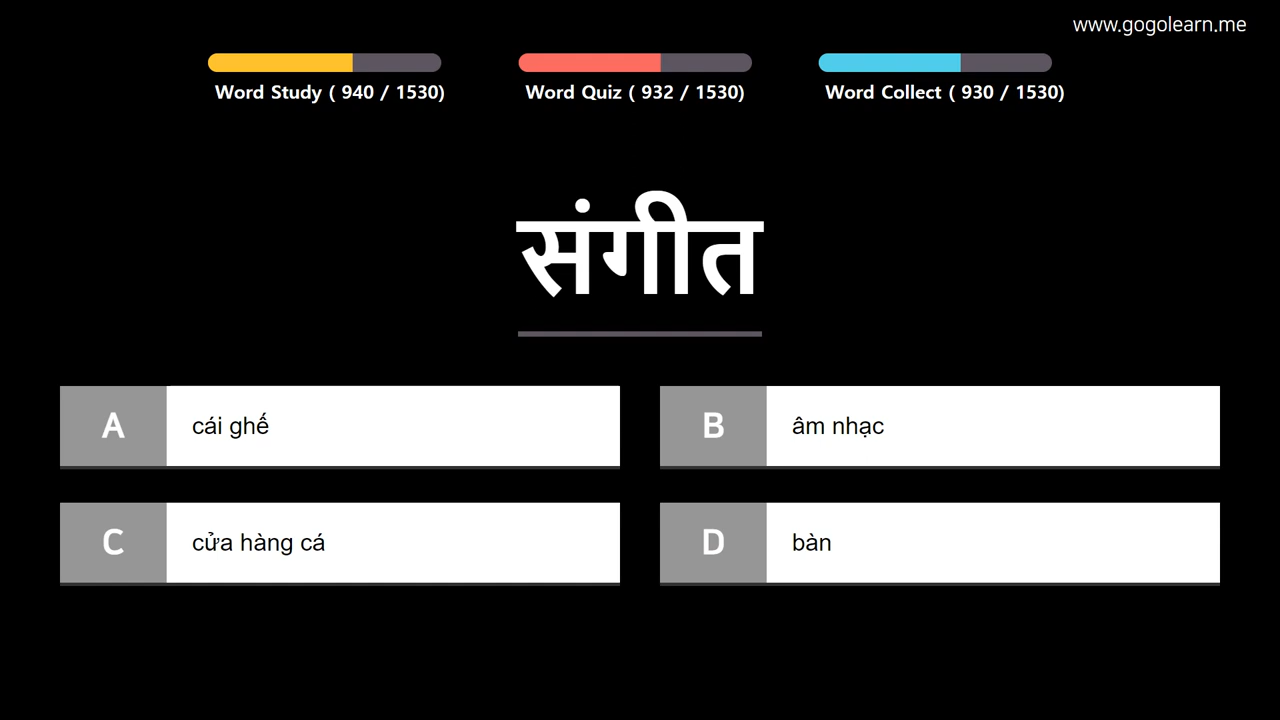 www.gogolearn.me
Word Study ( 940 / 1530)
Word Quiz ( 932 / 1530)
Word Collect ( 930 / 1530)
संगीत
A cái ghế
B âm nhạc
C cửa hàng cá
D bàn